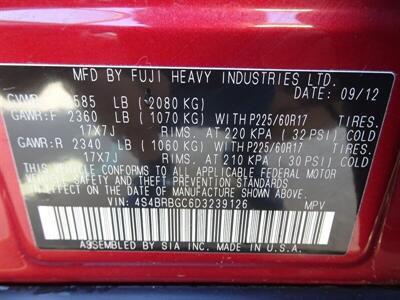 MFD BY FUJI HEAVY INDUSTRIES LTD.
DATE: 09/12
GVWR: 4585 LB (2080 KG)
GAWR:F 2360 LB (1070 KG) WITH P225/60R17 TIRES.
17X7J RIMS. AT 220 KPA (32 PSI) COLD
GAWR:R 2340 LB (1060 KG) WITH P225/60R17 TIRES.
17X7J RIMS. AT 210 KPA (30 PSI) COLD
THIS VEHICLE CONFORMS TO ALL APPLICABLE FEDERAL MOTOR
VEHICLE SAFETY AND THEFT PREVENTION STANDARDS
IN EFFECT ON THE DATE OF MANUFACTURE SHOWN ABOVE.
VIN: 4S4BRBGC6D3239126 MPV
ASSEMBLED BY SIA INC. MADE IN U.S.A.